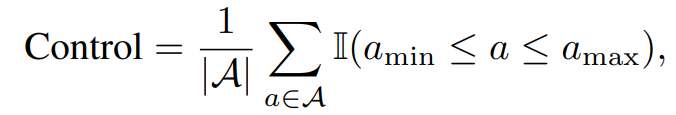 Control = \frac{1}{|\mathcal{A}|} \sum_{a \in \mathcal{A}} \mathbb{I}(a_{\min} \leq a \leq a_{\max}),